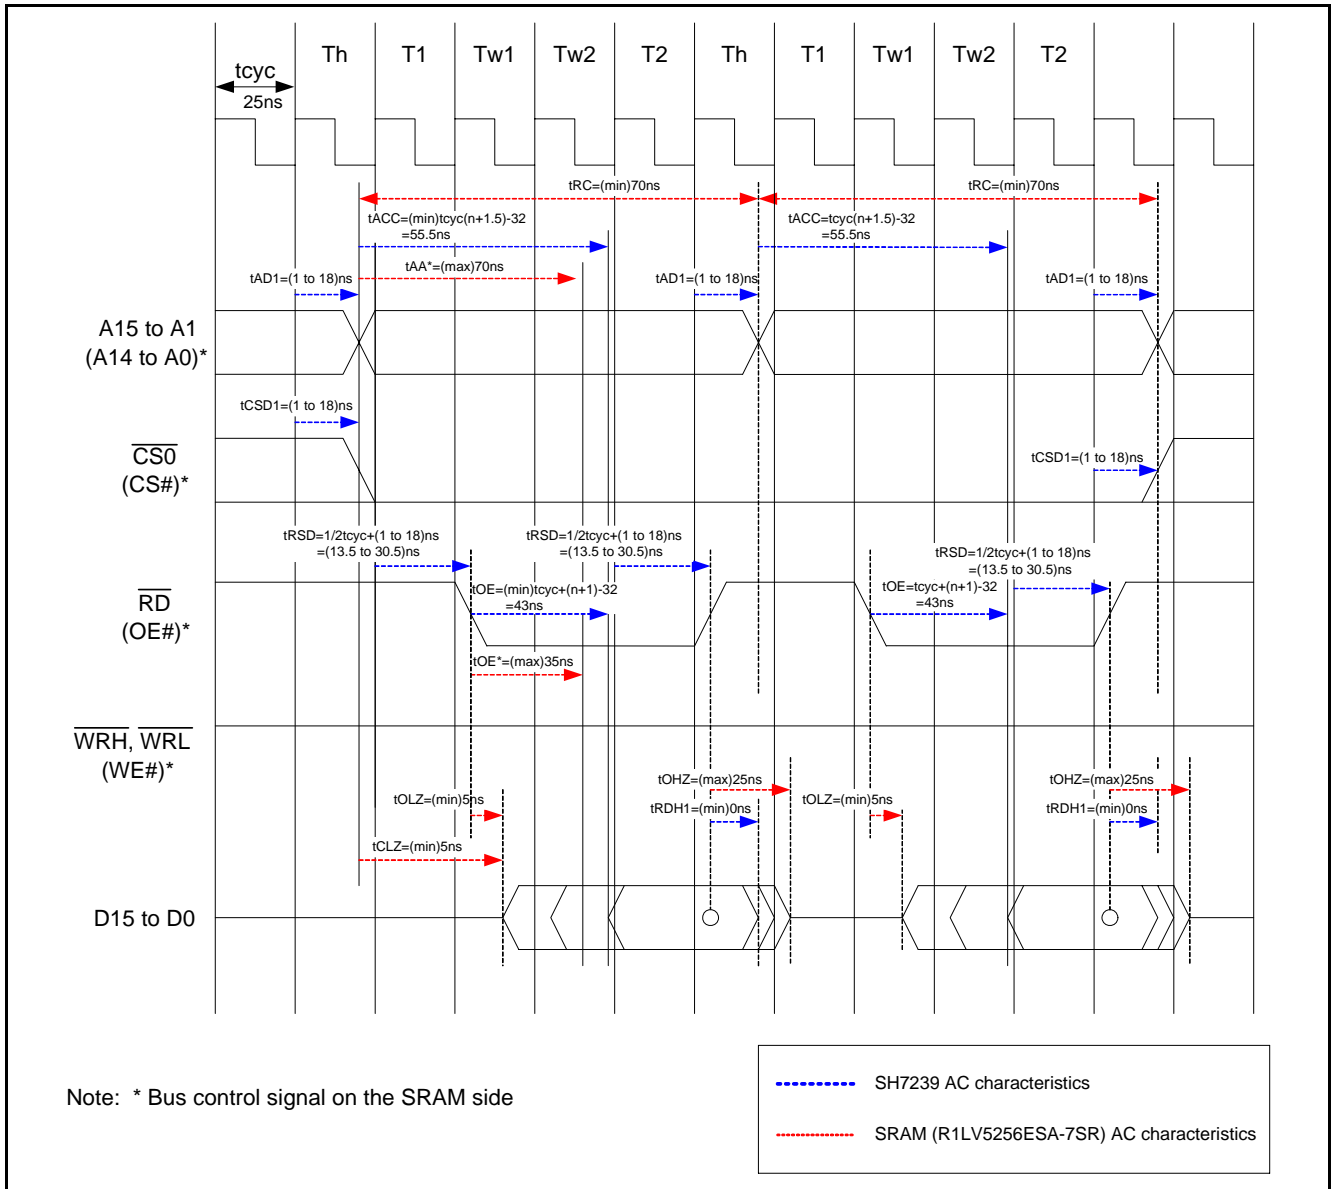 Th T1 Tw1 Tw2 T2 Th T1 Tw1 Tw2 T2
tcyc
25ns
tRC=(min)70ns
tRC=(min)70ns
tACC=(min)tcyc(n+1.5)-32
=55.5ns
tACC=tcyc(n+1.5)-32
=55.5ns
tAA*=(max)70ns
tAD1=(1 to 18)ns
tAD1=(1 to 18)ns
tAD1=(1 to 18)ns
A15 to A1
(A14 to A0)*
tCSD1=(1 to 18)ns
CS0
(CS#)*
tCSD1=(1 to 18)ns
tRSD=1/2tcyc+(1 to 18)ns
=(13.5 to 30.5)ns
tRSD=1/2tcyc+(1 to 18)ns
=(13.5 to 30.5)ns
tRSD=1/2tcyc+(1 to 18)ns
=(13.5 to 30.5)ns
RD
(OE#)*
tOE=(min)tcyc+(n+1)-32
=43ns
tOE=tcyc+(n+1)-32
=43ns
tOE*=(max)35ns
WRH, WRL
(WE#)*
tOHZ=(max)25ns
tOHZ=(max)25ns
tOLZ=(min)5ns
tRDH1=(min)0ns
tOLZ=(min)5ns
tRDH1=(min)0ns
tCLZ=(min)5ns
D15 to D0
Note: * Bus control signal on the SRAM side
SH7239 AC characteristics
SRAM (R1LV5256ESA-7SR) AC characteristics